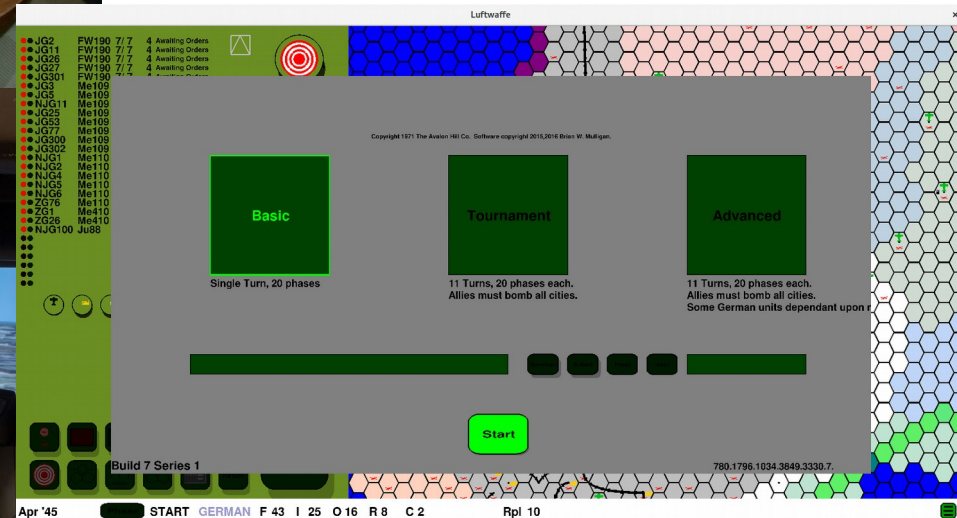 Luftwaffe
JG2 FW190 7/ 7 4 Awaiting Orders
JG11 FW190 7/ 7 4 Awaiting Orders
JG26 FW190 7/ 7 4 Awaiting Orders
JG27 FW190 7/ 7 4 Awaiting Orders
JG301 FW190 7/ 7 4 Awaiting Orders
JG3 Me109
JG5 Me109
NJG11 Me109
JG25 Me109
JG53 Me109
JG77 Me109
JG300 Me109
JG302 Me109
NJG1 Me110
NJG2 Me110
NJG4 Me110
NJG5 Me110
NJG6 Me110
ZG76 Me110
ZG1 Me410
ZG26 Me410
NJG100 Ju88
Copyright 1971 The Avalon Hill Co. Software copyright 2015,2016 Brian W. Mulligan.
Basic
Tournament
Advanced
Single Turn, 20 phases
11 Turns, 20 phases each.
Allies must bomb all cities.
11 Turns, 20 phases each.
Allies must bomb all cities.
Some German units dependant upon
Start
Build 7 Series 1
780.1796.1034.3849.3330.7.
Apr '45 START GERMAN F 43 I 25 O 16 R 8 C 2 Rpl 10